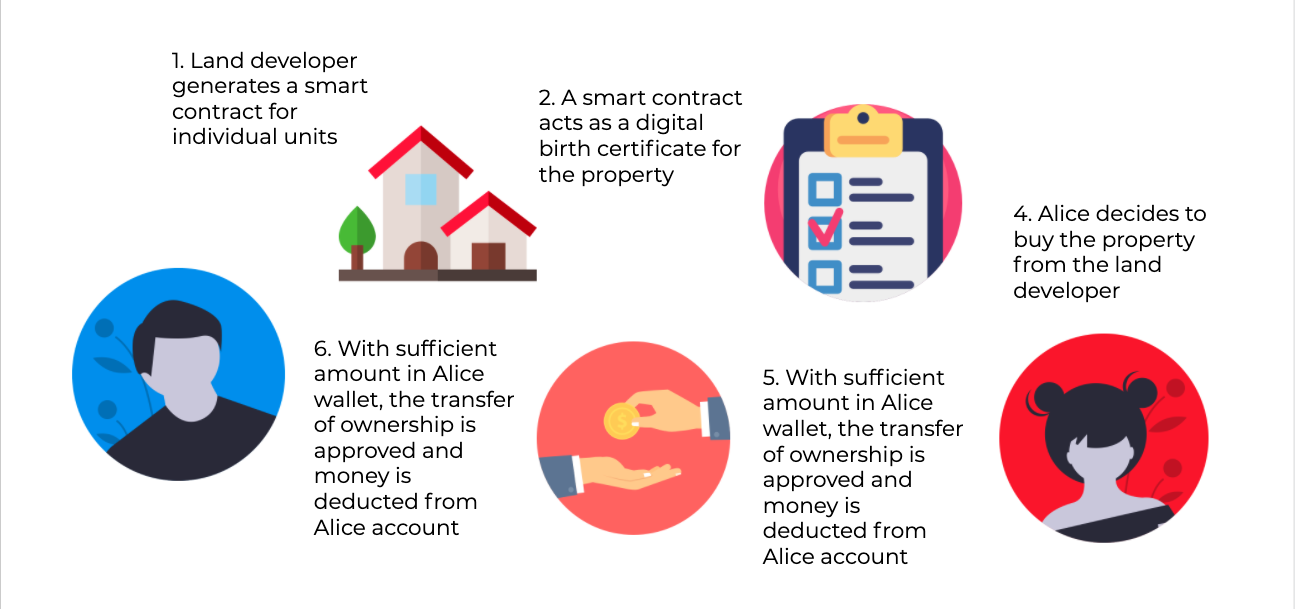 1. Land developer
generates a smart
contract for
individual units
2. A smart contract
acts as a digital
birth certificate for
the property
4. Alice decides to
buy the property
from the land
developer
5. With sufficient
amount in Alice
wallet, the transfer
of ownership is
approved and
money is
deducted from
Alice account
6. With sufficient
amount in Alice
wallet, the transfer
of ownership is
approved and
money is
deducted from
Alice account
$